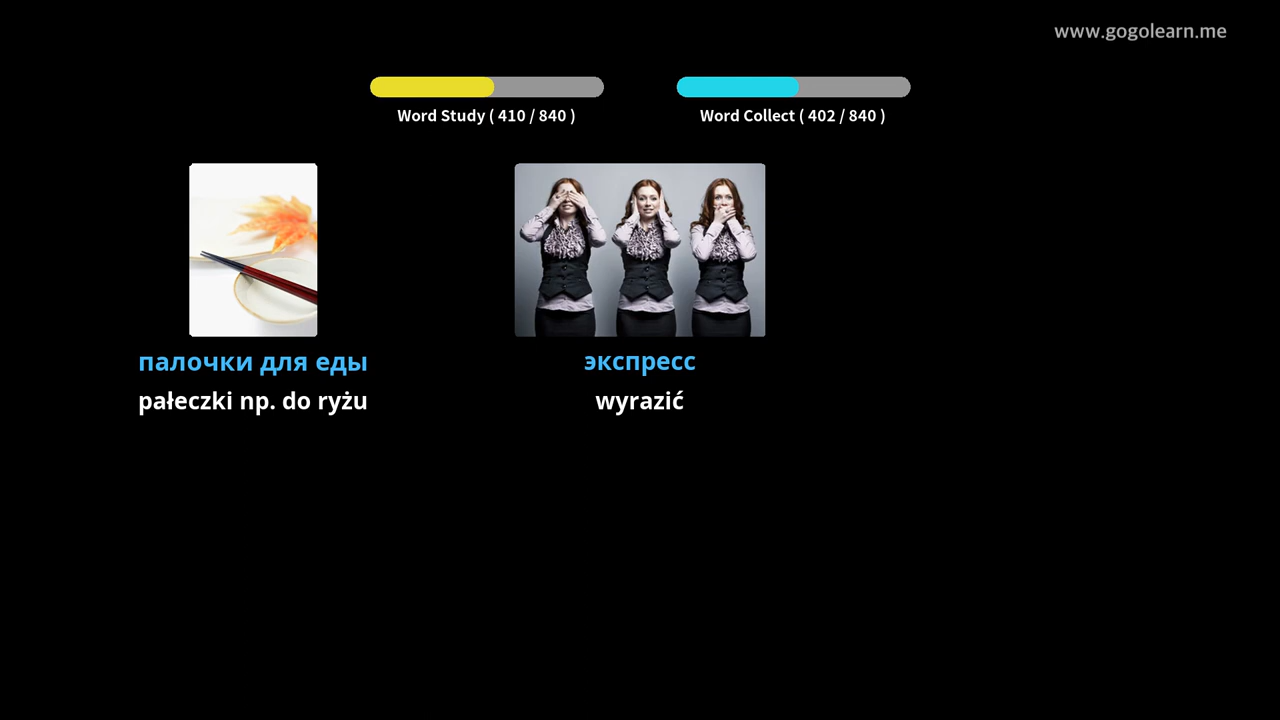 www.gogolearn.me
Word Study ( 410 / 840 )
Word Collect ( 402 / 840 )
палочки для еды
pałeczki np. do ryżu
экспресс
wyrazić